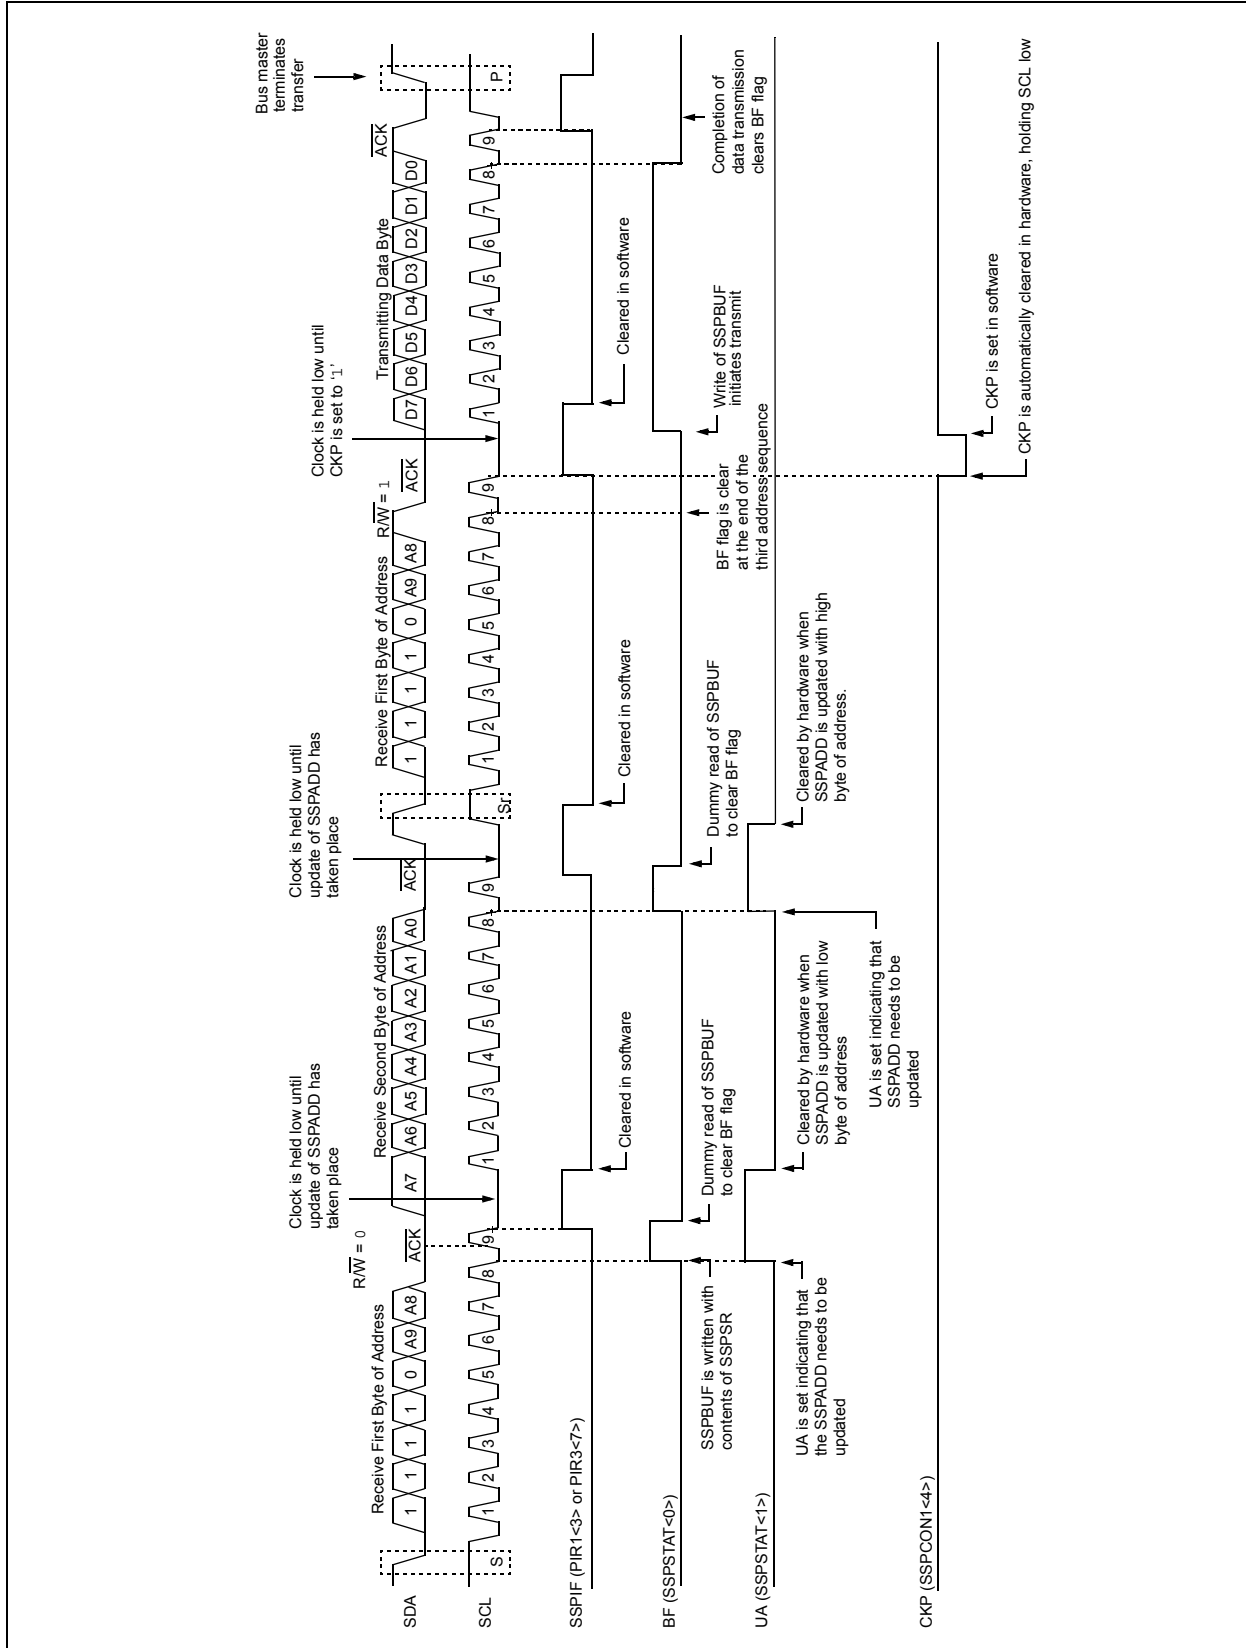 Receive First Byte of Address
R/W = 0
Clock is held low until
update of SSPADD has
taken place
Receive Second Byte of Address
Clock is held low until
update of SSPADD has
taken place
Receive First Byte of Address
R/W = 1
Clock is held low until
CKP is set to ‘1’
Transmitting Data Byte
Bus master
terminates
transfer
SDA
1 1 1 1 0 A9 A8 ACK A7 A6 A5 A4 A3 A2 A1 A0 ACK 1 1 1 1 0 A9 A8 ACK D7 D6 D5 D4 D3 D2 D1 D0 ACK
SCL
S 1 2 3 4 5 6 7 8 9 1 2 3 4 5 6 7 8 9 Sr 1 2 3 4 5 6 7 8 9 1 2 3 4 5 6 7 8 9 P
SSPIF (PIR1<3> or PIR3<7>)
Cleared in software
Cleared in software
Cleared in software
BF (SSPSTAT<0>)
SSPBUF is written with
contents of SSPSR
Dummy read of SSPBUF
to clear BF flag
Dummy read of SSPBUF
to clear BF flag
BF flag is clear
at the end of the
third address sequence
Write of SSPBUF
initiates transmit
Completion of
data transmission
clears BF flag
UA (SSPSTAT<1>)
UA is set indicating that
the SSPADD needs to be
updated
Cleared by hardware when
SSPADD is updated with low
byte of address
UA is set indicating that
SSPADD needs to be
updated
Cleared by hardware when
SSPADD is updated with high
byte of address.
CKP (SSPCON1<4>)
CKP is set in software
CKP is automatically cleared in hardware, holding SCL low